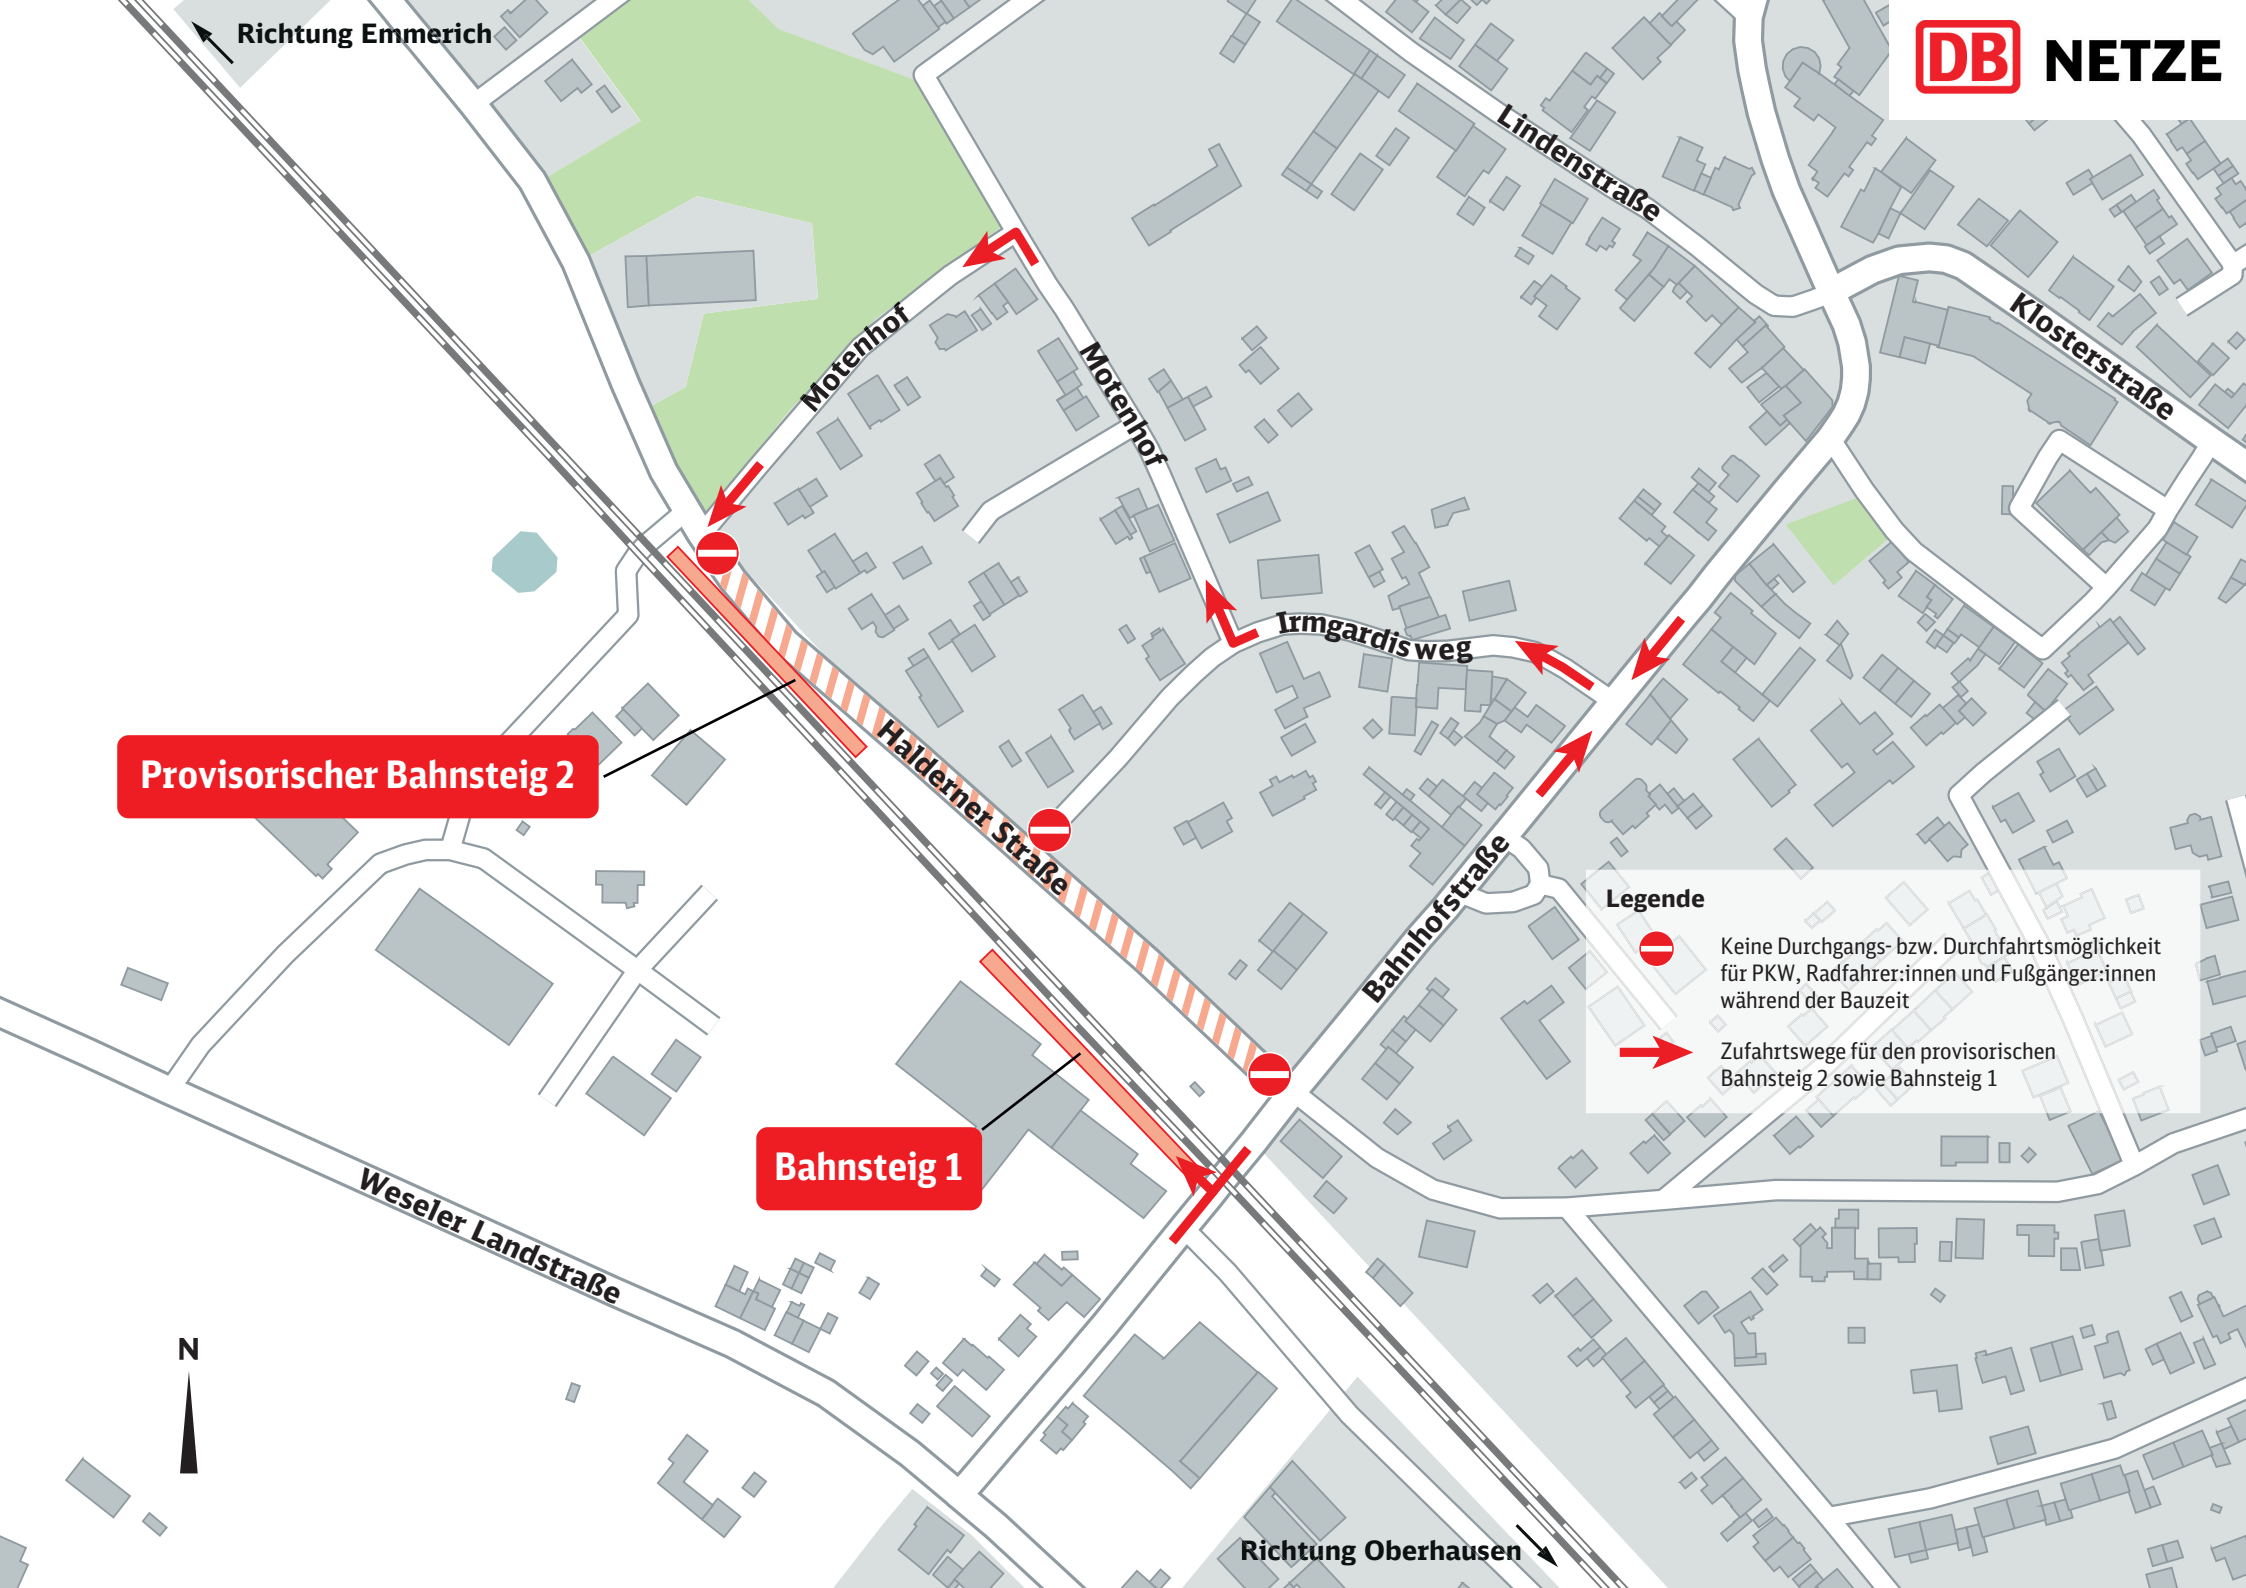 Richtung Emmerich
DB NETZE
Lindenstraße
Klosterstraße
Motenhof
Motenhof
Irmgardisweg
Provisorischer Bahnsteig 2
Halderner Straße
Bahnhofstraße
Legende
Keine Durchgangs- bzw. Durchfahrtsmöglichkeit
für PKW, Radfahrer:innen und Fußgänger:innen
während der Bauzeit
Zufahrtswege für den provisorischen
Bahnsteig 2 sowie Bahnsteig 1
Bahnsteig 1
Weseler Landstraße
N
Richtung Oberhausen